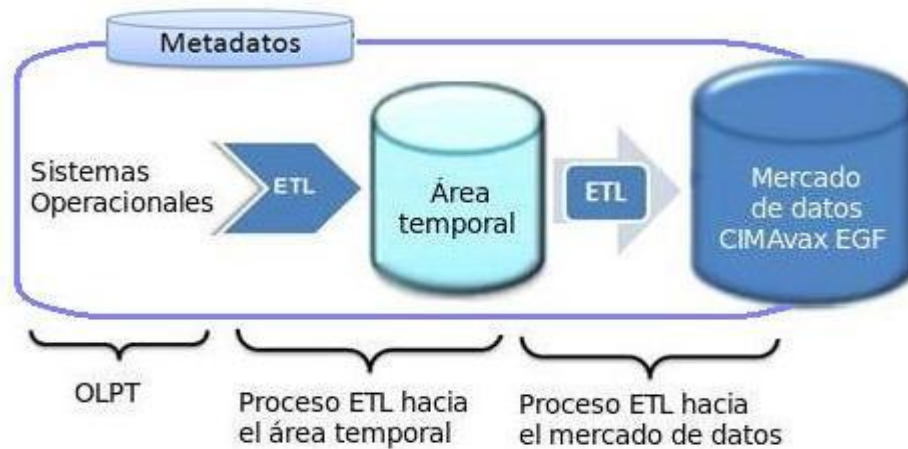 Metadatos
Sistemas
Operacionales
ETL
Área
temporal
ETL
Mercado
de datos
CIMAvax EGF
OLPT
Proceso ETL hacia
el área temporal
Proceso ETL hacia
el mercado de datos